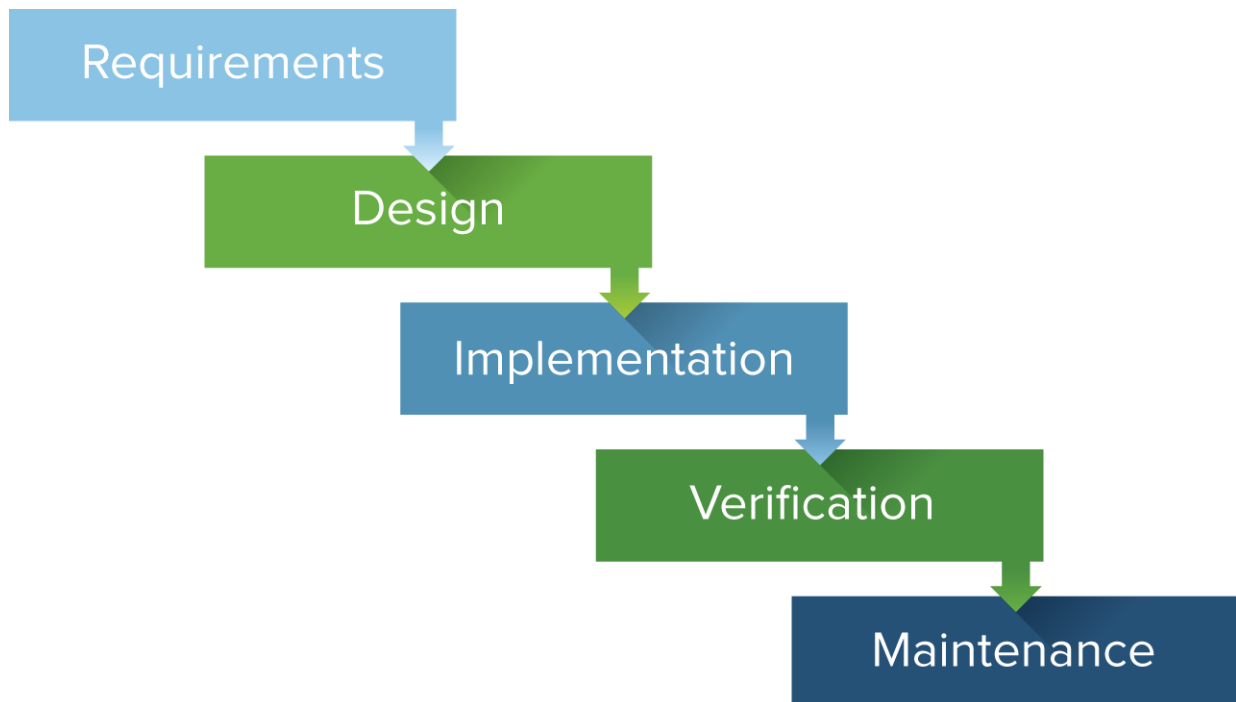 Requirements
Design
Implementation
Verification
Maintenance